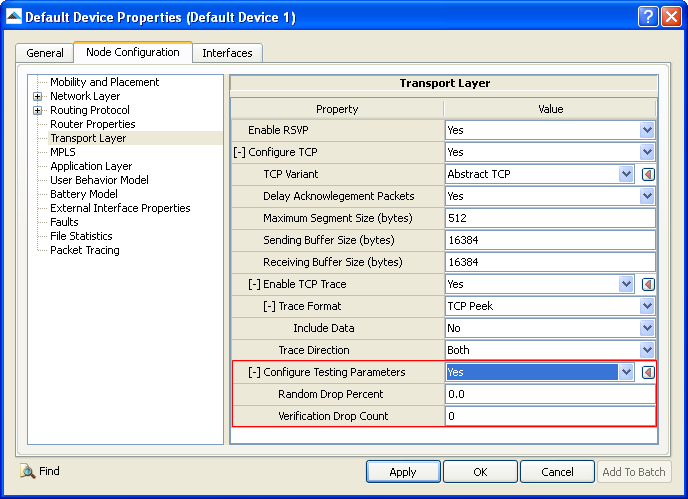 Default Device Properties (Default Device 1)
General Node Configuration Interfaces
Mobility and Placement
Network Layer
Routing Protocol
Router Properties
Transport Layer
MPLS
Application Layer
User Behavior Model
Battery Model
External Interface Properties
Faults
File Statistics
Packet Tracing
Transport Layer
Property Value
Enable RSVP Yes
[-] Configure TCP Yes
TCP Variant Abstract TCP
Delay Acknowlegement Packets Yes
Maximum Segment Size (bytes) 512
Sending Buffer Size (bytes) 16384
Receiving Buffer Size (bytes) 16384
[-] Enable TCP Trace Yes
[-] Trace Format TCP Peek
Include Data No
Trace Direction Both
[-] Configure Testing Parameters Yes
Random Drop Percent 0.0
Verification Drop Count 0
Find Apply OK Cancel Add To Batch